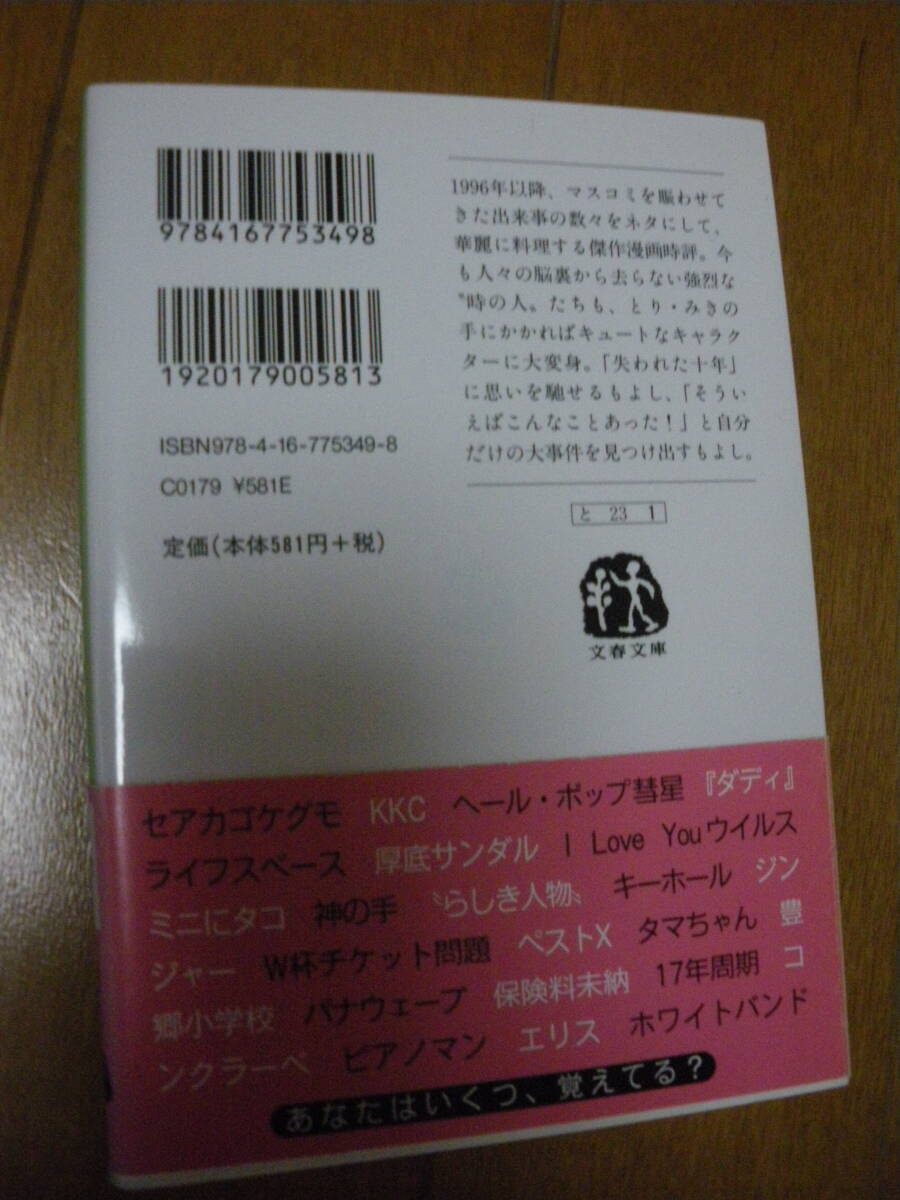 9784167753498
1920179005813
ISBN978-4-16-775349-8
C0179 ¥581E
定価(本体581円+税)
1996年以降、マスコミを賑わせて
きた出来事の数々をネタにして、
華麗に料理する傑作漫画時評。今
も人々の脳裏から去らない強烈な
〝時の人〟たちも、とり・みきの
手にかかればキュートなキャラク
ターに大変身。「失われた十年」
に思いを馳せるもよし、「そうい
えばこんなことあった!」と自分
だけの大事件を見つけ出すもよし。
と 23 1
文春文庫
セアカゴケグモ KKC ヘール・ボップ彗星 『ダディ』
ライフスペース 厚底サンダル I Love Youウイルス
ミニにタコ 神の手 〝らしき人物〟 キーホール ジン
ジャー W杯チケット問題 ペストX タマちゃん 豊
郷小学校 パナウェーブ 保険料未納 17年周期 コ
ンクラーベ ピアノマン エリス ホワイトバンド
あなたはいくつ、覚えてる?